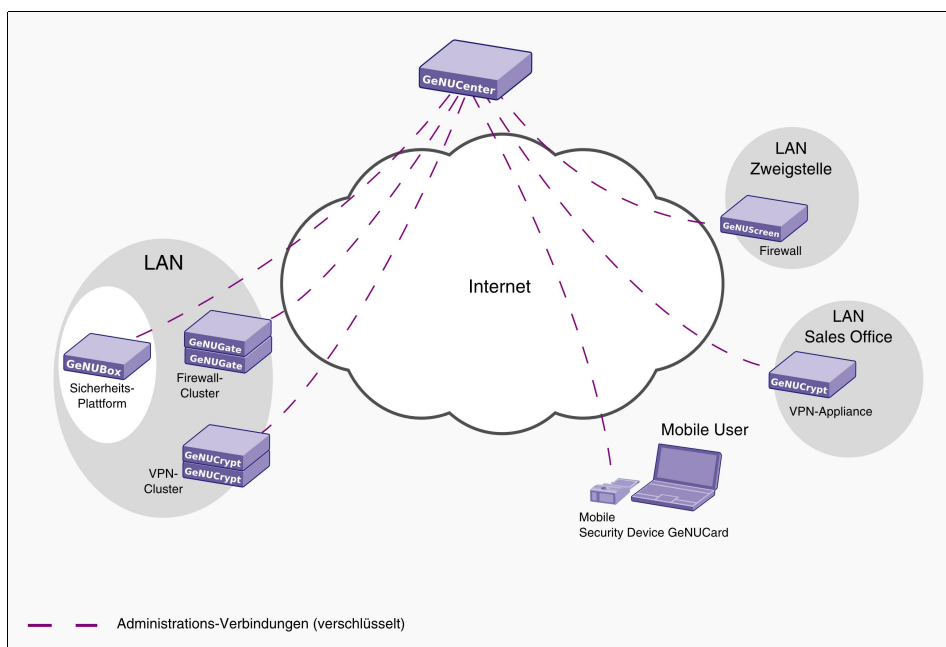 GeNUCenter
LAN
Zweigstelle
GeNUScreen
Firewall
LAN
GeNUBox
Sicherheits-
Plattform
GeNUGate
GeNUGate
Firewall-
Cluster
GeNUCrypt
GeNUCrypt
VPN-
Cluster
Internet
LAN
Sales Office
GeNUCrypt
VPN-Appliance
Mobile User
Mobile
Security Device GeNUCard
Administrations-Verbindungen (verschlüsselt)